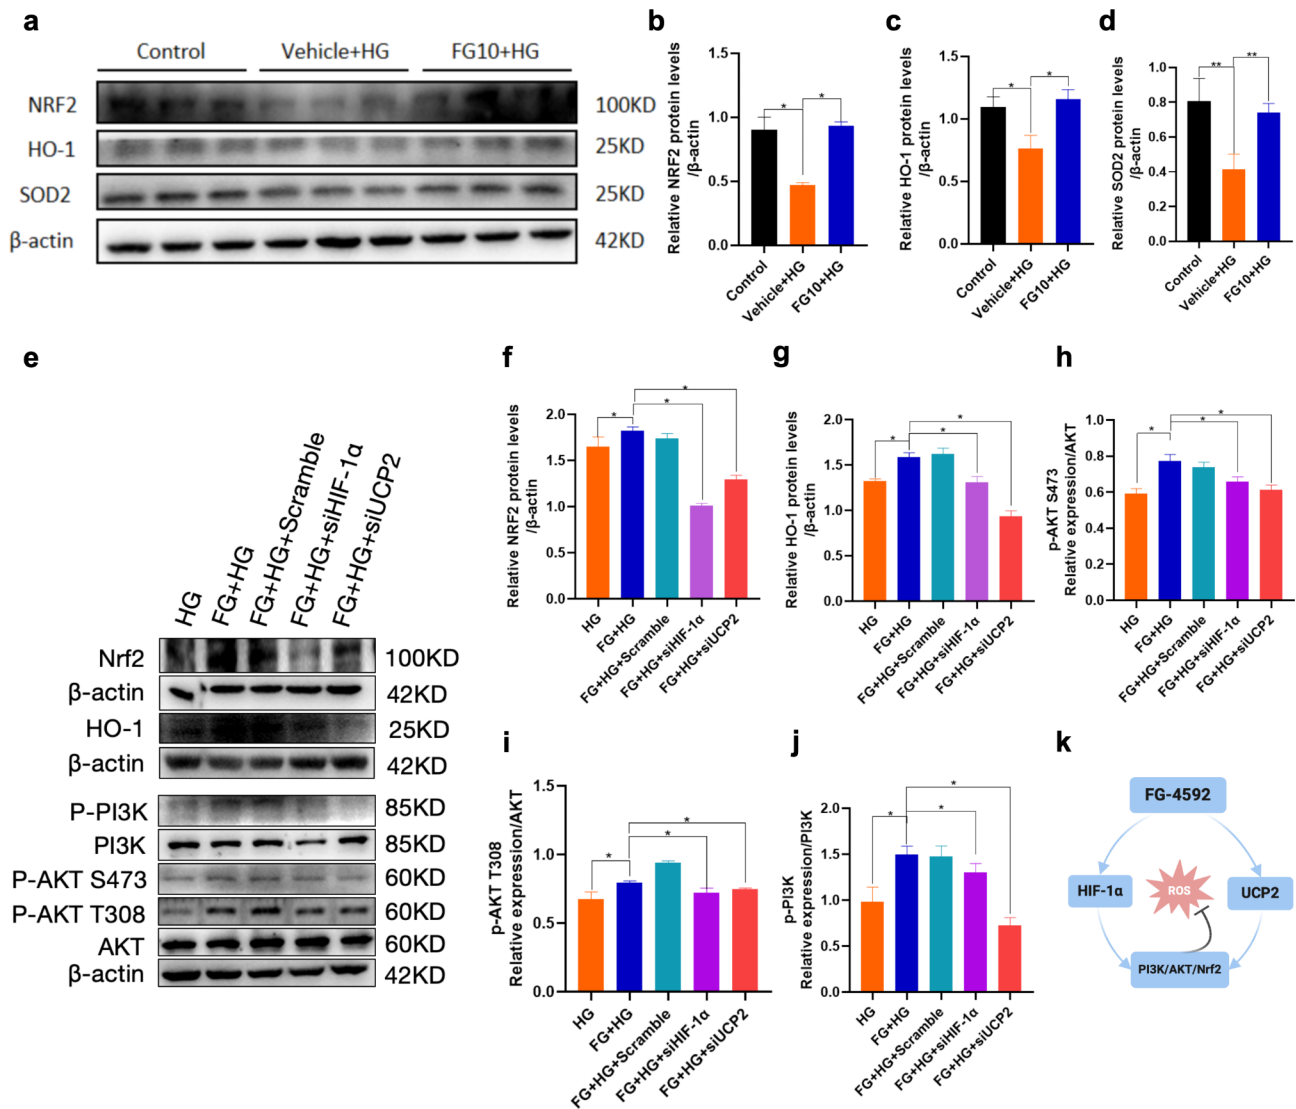 a
Control
Vehicle+HG
FG10+HG
NRF2
100KD
HO-1
25KD
SOD2
25KD
β-actin
42KD
b
Relative NRF2 protein levels
/β-actin
1.5
1.0
0.5
0.0
*
*
Control
Vehicle+HG
FG10+HG
c
Relative HO-1 protein levels
/β-actin
1.5
1.0
0.5
0.0
*
*
Control
Vehicle+HG
FG10+HG
d
Relative SOD2 protein levels
/β-actin
1.0
0.8
0.6
0.4
0.2
0.0
**
**
Control
Vehicle+HG
FG10+HG
e
HG
FG+HG
FG+HG+Scramble
FG+HG+siHIF-1α
FG+HG+siUCP2
Nrf2
100KD
β-actin
42KD
HO-1
25KD
β-actin
42KD
P-PI3K
85KD
PI3K
85KD
P-AKT S473
60KD
P-AKT T308
60KD
AKT
60KD
β-actin
42KD
f
Relative NRF2 protein levels
/β-actin
2.0
1.5
1.0
0.5
0.0
*
*
*
HG
FG+HG
FG+HG+Scramble
FG+HG+siHIF-1α
FG+HG+siUCP2
g
Relative HO-1 protein levels
/β-actin
2.0
1.5
1.0
0.5
0.0
*
*
*
HG
FG+HG
FG+HG+Scramble
FG+HG+siHIF-1α
FG+HG+siUCP2
h
p-AKT S473
Relative expression/AKT
1.0
0.8
0.6
0.4
0.2
0.0
*
*
*
HG
FG+HG
FG+HG+Scramble
FG+HG+siHIF-1α
FG+HG+siUCP2
i
p-AKT T308
Relative expression/AKT
1.5
1.0
0.5
0.0
*
*
*
HG
FG+HG
FG+HG+Scramble
FG+HG+siHIF-1α
FG+HG+siUCP2
j
p-PI3K
Relative expression/PI3K
2.0
1.5
1.0
0.5
0.0
*
*
*
HG
FG+HG
FG+HG+Scramble
FG+HG+siHIF-1α
FG+HG+siUCP2
k
FG-4592
HIF-1α
ROS
UCP2
PI3K/AKT/Nrf2